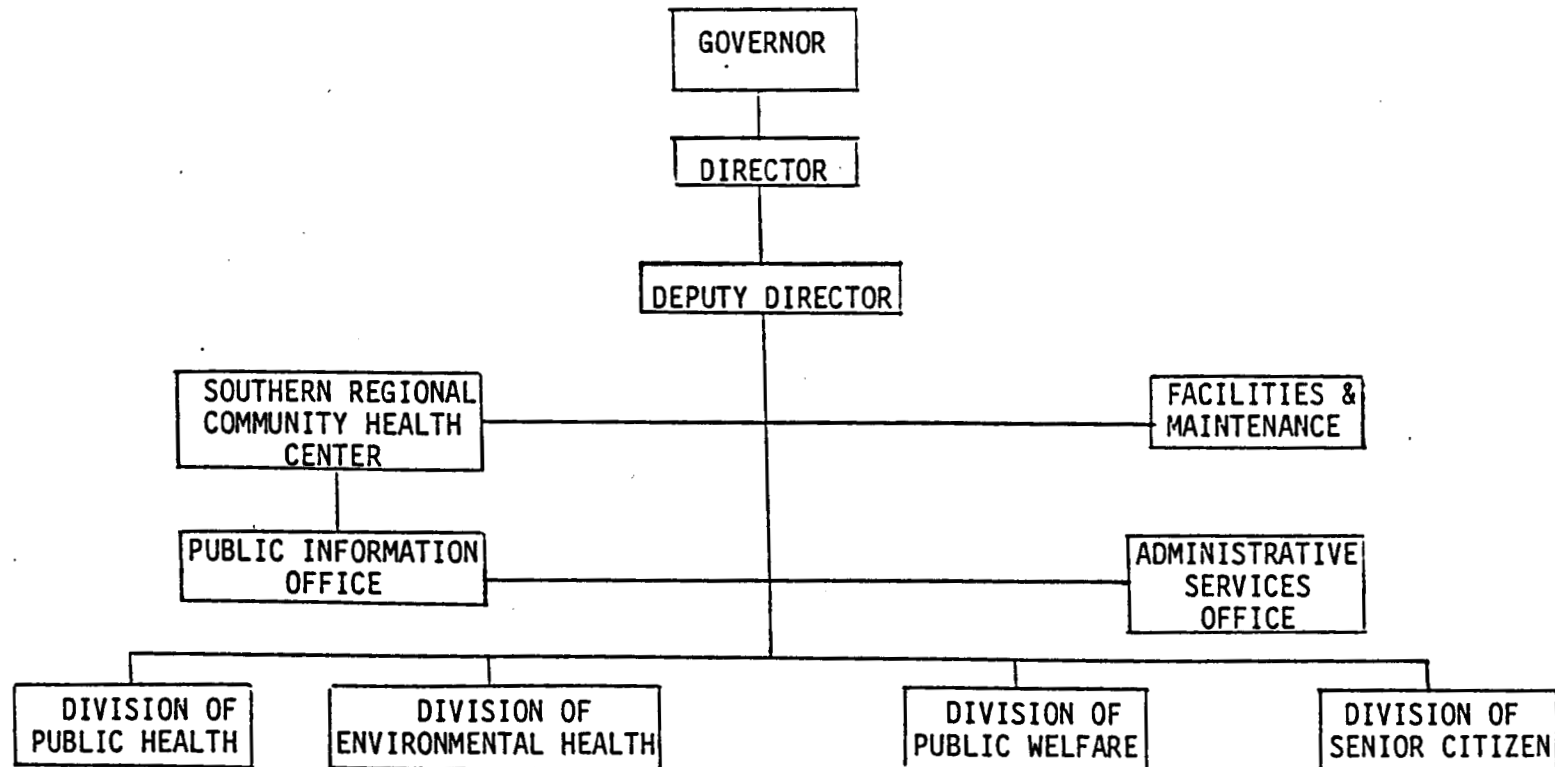 GOVERNOR
DIRECTOR
DEPUTY DIRECTOR
SOUTHERN REGIONAL
COMMUNITY HEALTH
CENTER
FACILITIES &
MAINTENANCE
PUBLIC INFORMATION
OFFICE
ADMINISTRATIVE
SERVICES
OFFICE
DIVISION OF
PUBLIC HEALTH
DIVISION OF
ENVIRONMENTAL HEALTH
DIVISION OF
PUBLIC WELFARE
DIVISION OF
SENIOR CITIZEN